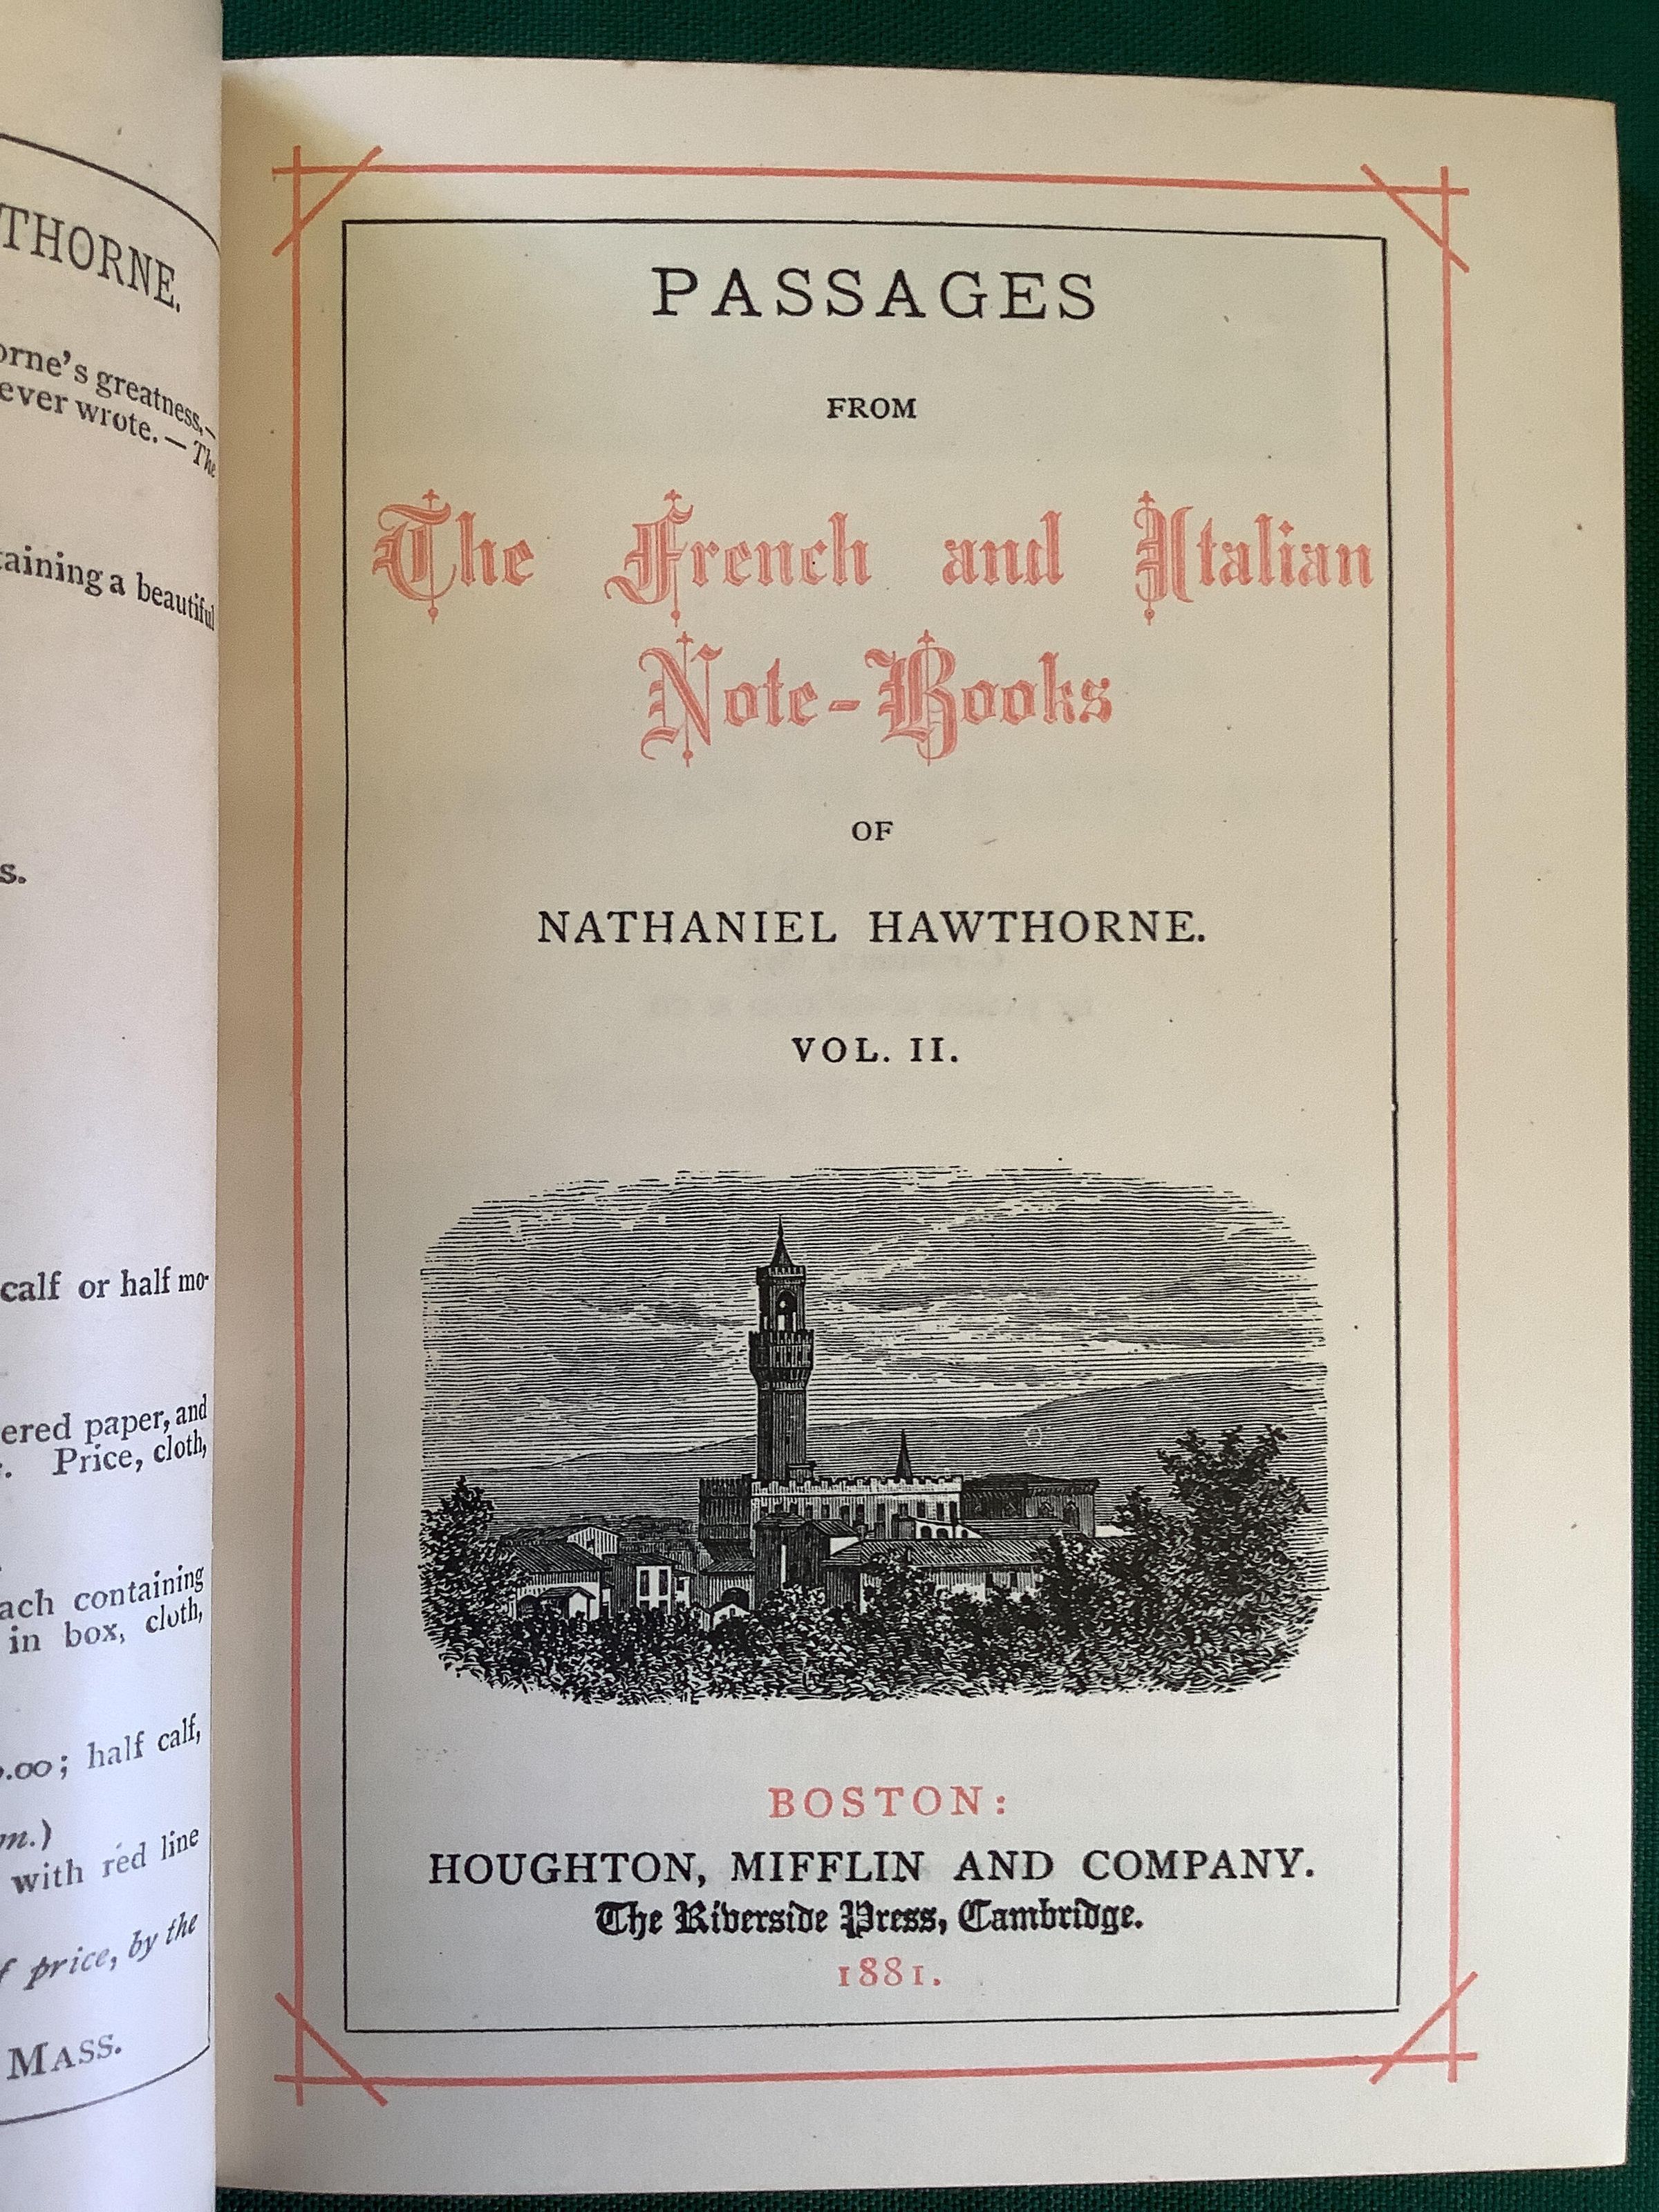 THORNE.
orne's greatness,—
ever wrote. — The
taining a beautiful
s.
calf or half mo-
ered paper, and
Price, cloth,
ach containing
in box, cloth,
.00; half calf,
m.)
with red line
f price, by the
MASS.
PASSAGES
FROM
The French and Italian
Note-Books
OF
NATHANIEL HAWTHORNE.
VOL. II.
BOSTON:
HOUGHTON, MIFFLIN AND COMPANY.
The Riverside Press, Cambridge.
1881.